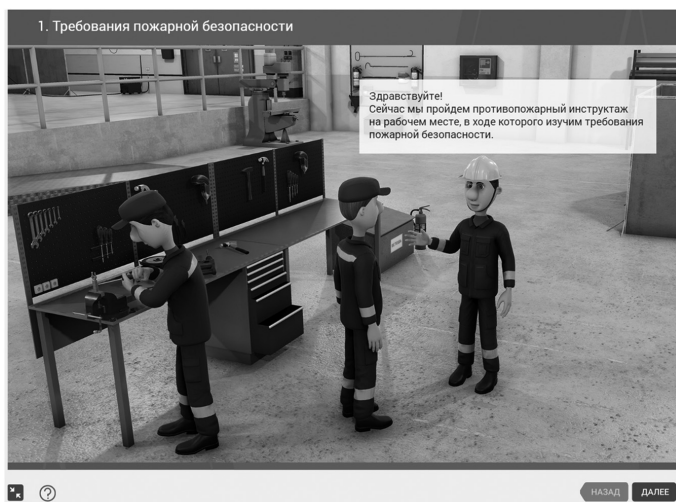 1. Требования пожарной безопасности
Здравствуйте!
Сейчас мы пройдем противопожарный инструктаж
на рабочем месте, в ходе которого изучим требования
пожарной безопасности.
НАЗАД
ДАЛЕЕ